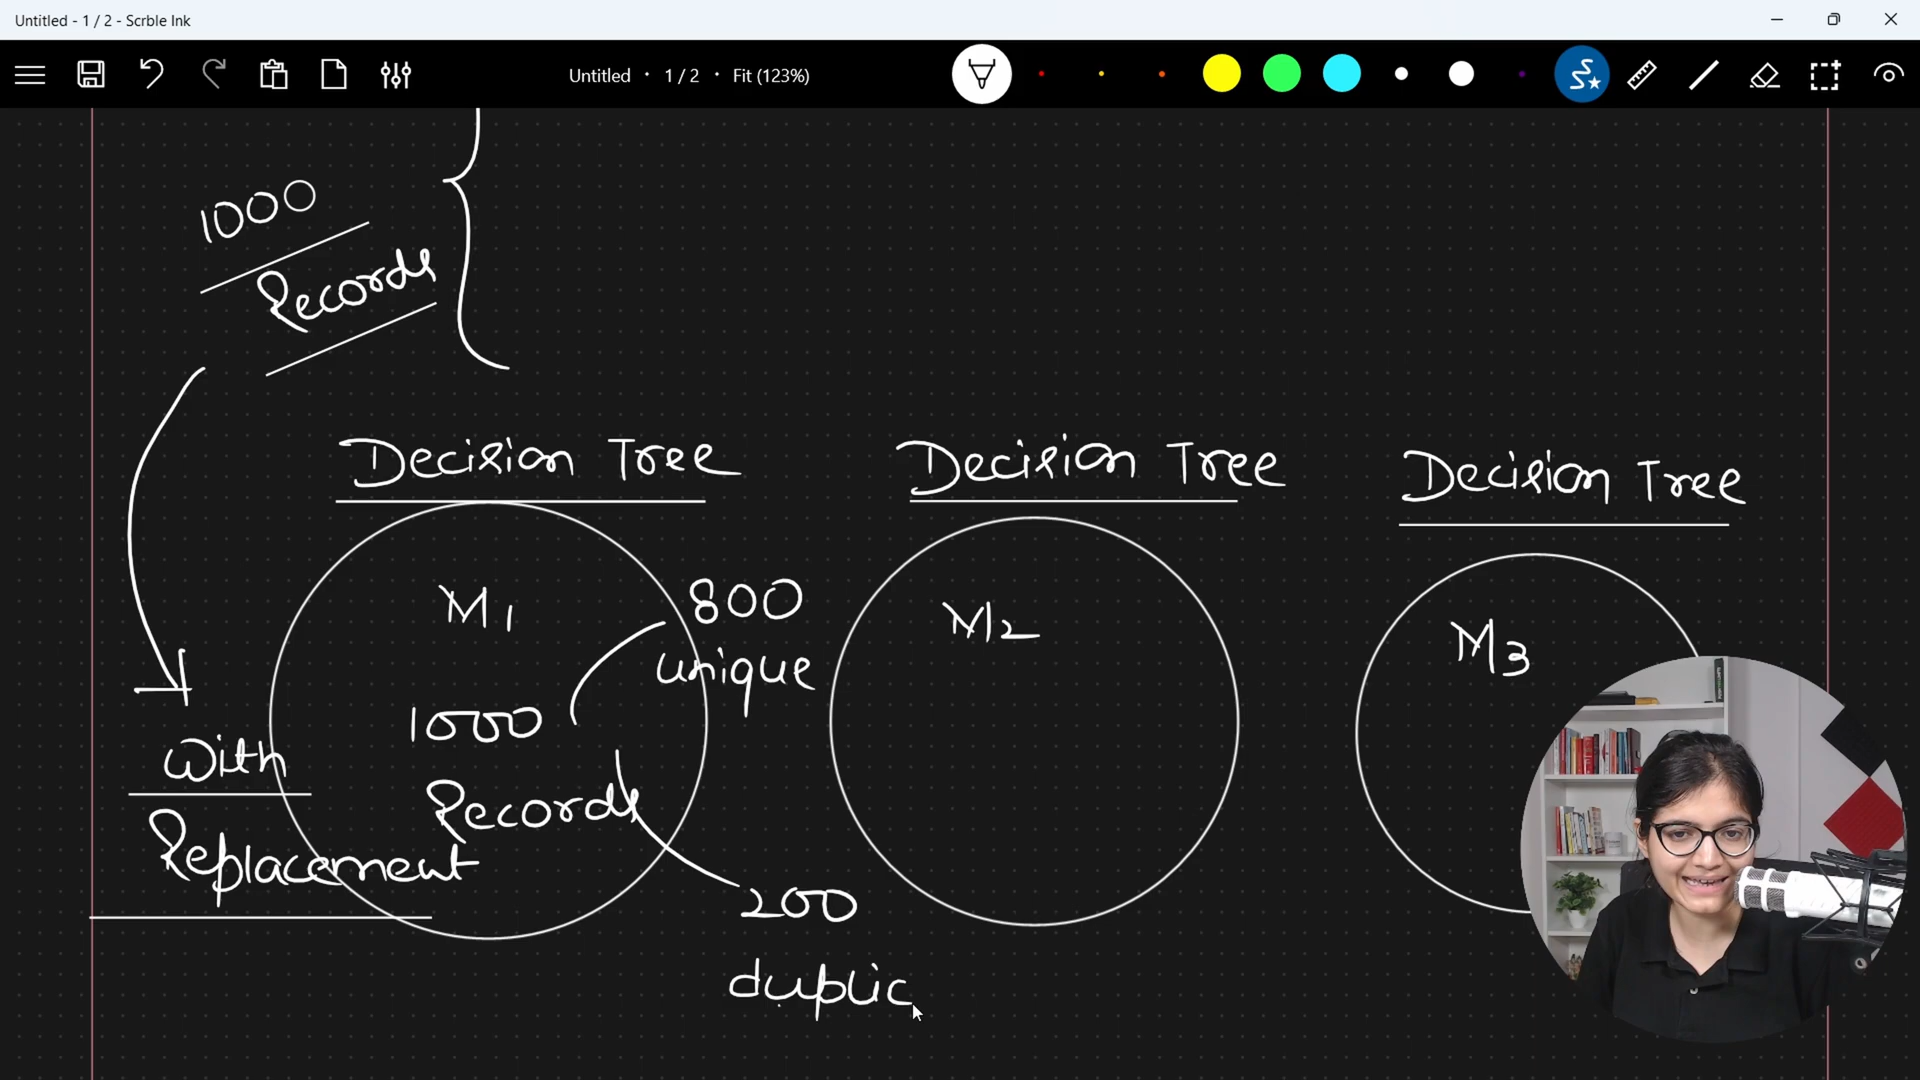 Untitled - 1 / 2 - Scrble Ink
Untitled • 1 / 2 • Fit (123%)
1000
Records
Decision Tree
Decision Tree
Decision Tree
M1
800
unique
M2
M3
1000
Records
With
Replacement
200
duplic